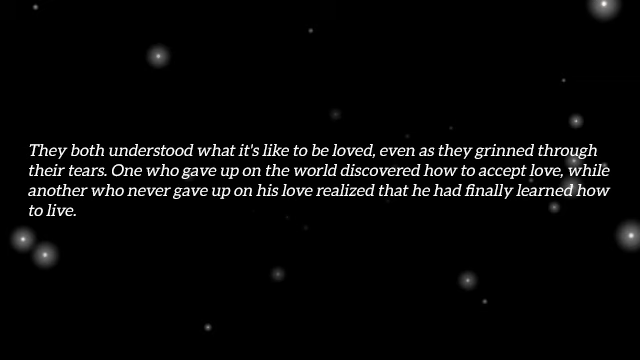 They both understood what it's like to be loved, even as they grinned through
their tears. One who gave up on the world discovered how to accept love, while
another who never gave up on his love realized that he had finally learned how
to live.